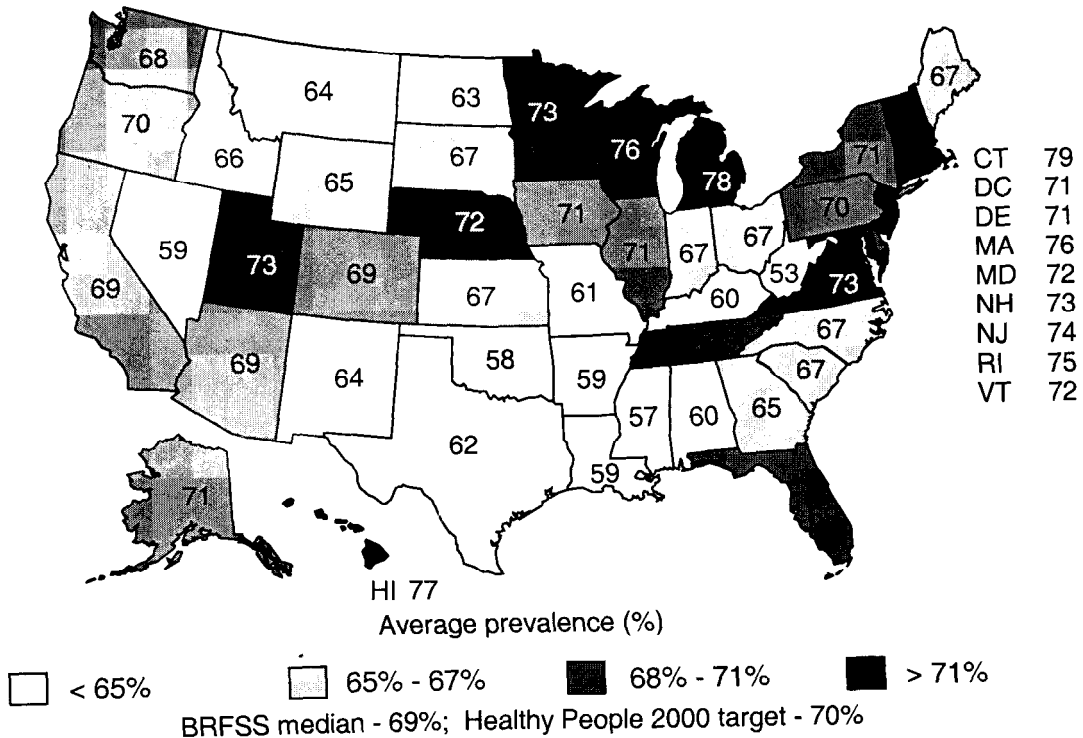 68
64
63
73
67
70
66
67
76
71
65
78
72
71
70
71
67
67
59
73
69
53
69
67
61
60
73
67
69
64
58
59
67
57
60
65
62
59
71
CT 79
DC 71
DE 71
MA 76
MD 72
NH 73
NJ 74
RI 75
VT 72
HI 77
Average prevalence (%)
< 65%
65% - 67%
68% - 71%
> 71%
BRFSS median - 69%; Healthy People 2000 target - 70%